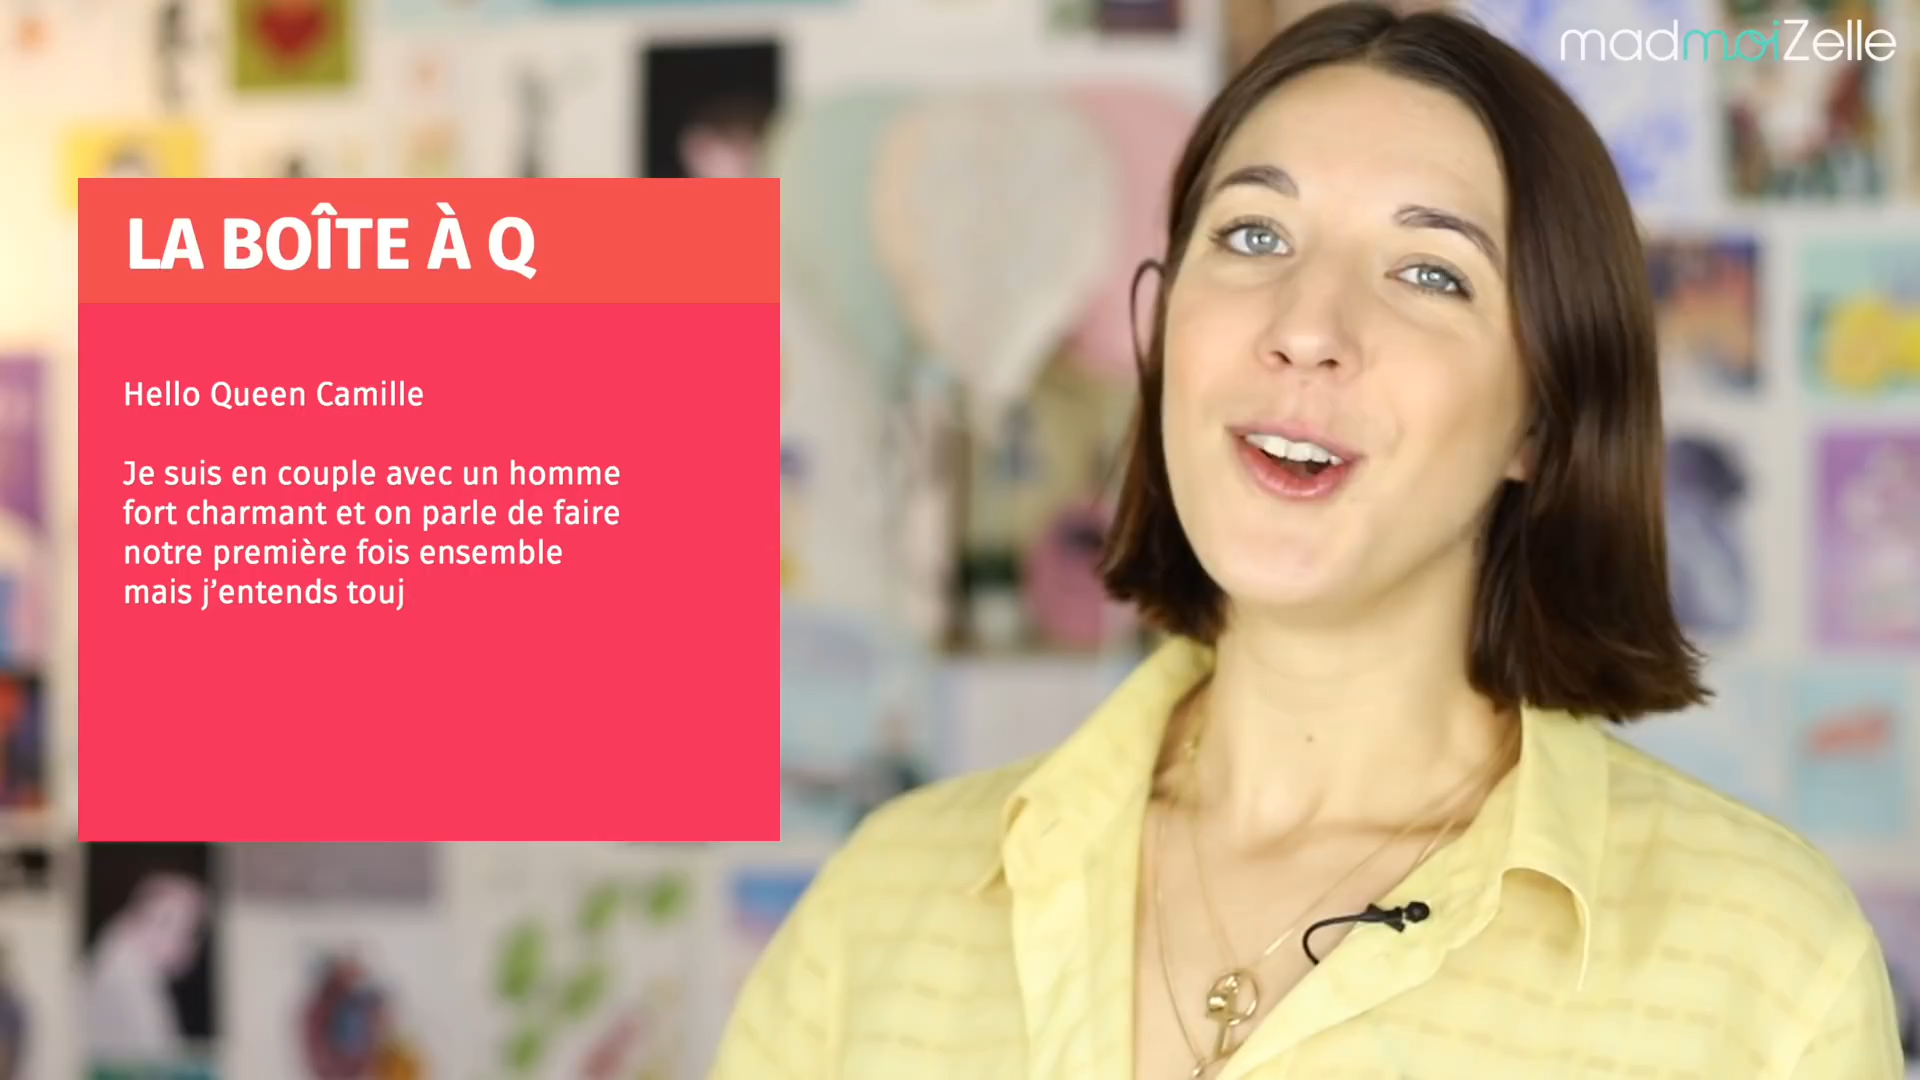 madmoiZelle
LA BOÎTE À Q
Hello Queen Camille
Je suis en couple avec un homme
fort charmant et on parle de faire
notre première fois ensemble
mais j’entends touj